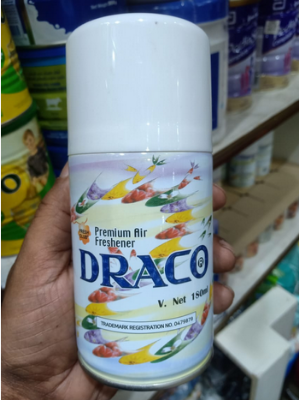 Premium Air
Freshener
DRACO®
V. Net 180ml
TRADEMARK REGISTRATION NO. 0479878